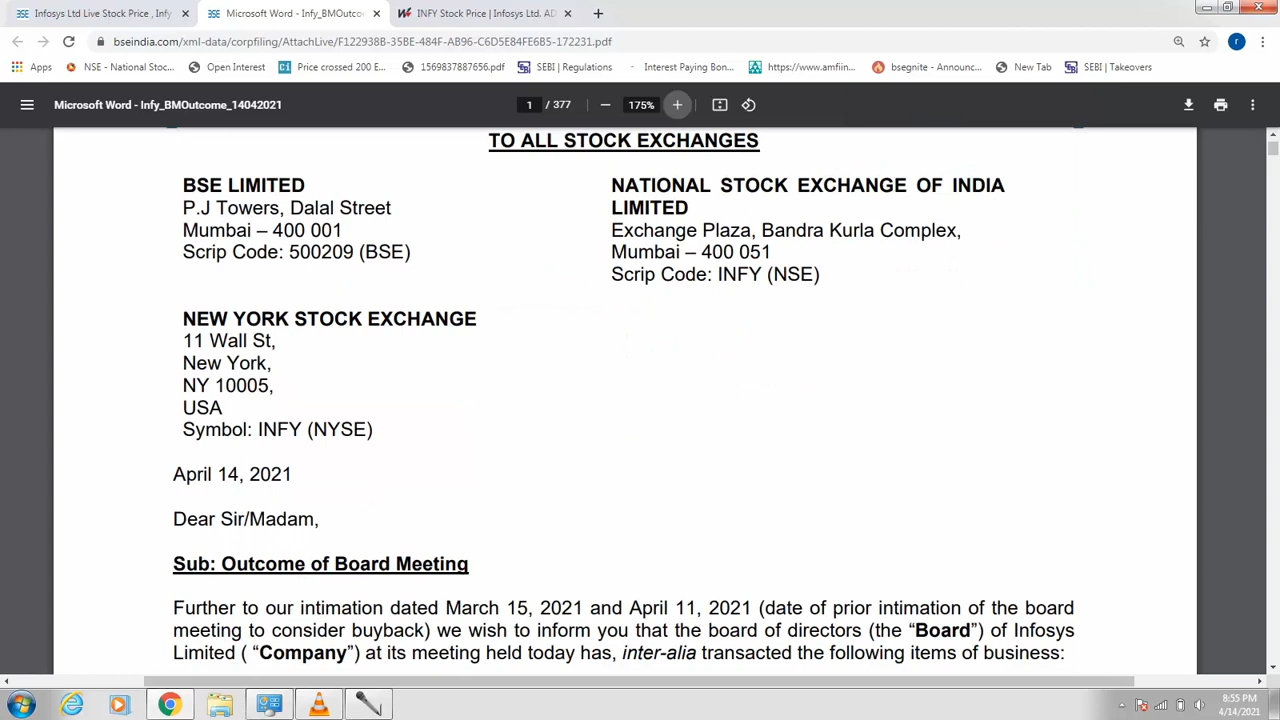 Infosys Ltd Live Stock Price , Infy
Microsoft Word - Infy_BMOutcom
INFY Stock Price | Infosys Ltd. AD
bseindia.com/xml-data/corpfiling/AttachLive/F122938B-35BE-484F-AB96-C6D5E84FE6B5-172231.pdf
Apps NSE - National Stoc... Open Interest Price crossed 200 E... 1569837887656.pdf SEBI | Regulations Interest Paying Bon... https://www.amfiin... bsegnite - Announc... New Tab SEBI | Takeovers
Microsoft Word - Infy_BMOutcome_14042021 1 / 377 175%
TO ALL STOCK EXCHANGES
BSE LIMITED
P.J Towers, Dalal Street
Mumbai – 400 001
Scrip Code: 500209 (BSE)
NATIONAL STOCK EXCHANGE OF INDIA
LIMITED
Exchange Plaza, Bandra Kurla Complex,
Mumbai – 400 051
Scrip Code: INFY (NSE)
NEW YORK STOCK EXCHANGE
11 Wall St,
New York,
NY 10005,
USA
Symbol: INFY (NYSE)
April 14, 2021
Dear Sir/Madam,
Sub: Outcome of Board Meeting
Further to our intimation dated March 15, 2021 and April 11, 2021 (date of prior intimation of the board
meeting to consider buyback) we wish to inform you that the board of directors (the “Board”) of Infosys
Limited ( “Company”) at its meeting held today has, inter-alia transacted the following items of business:
8:55 PM
4/14/2021